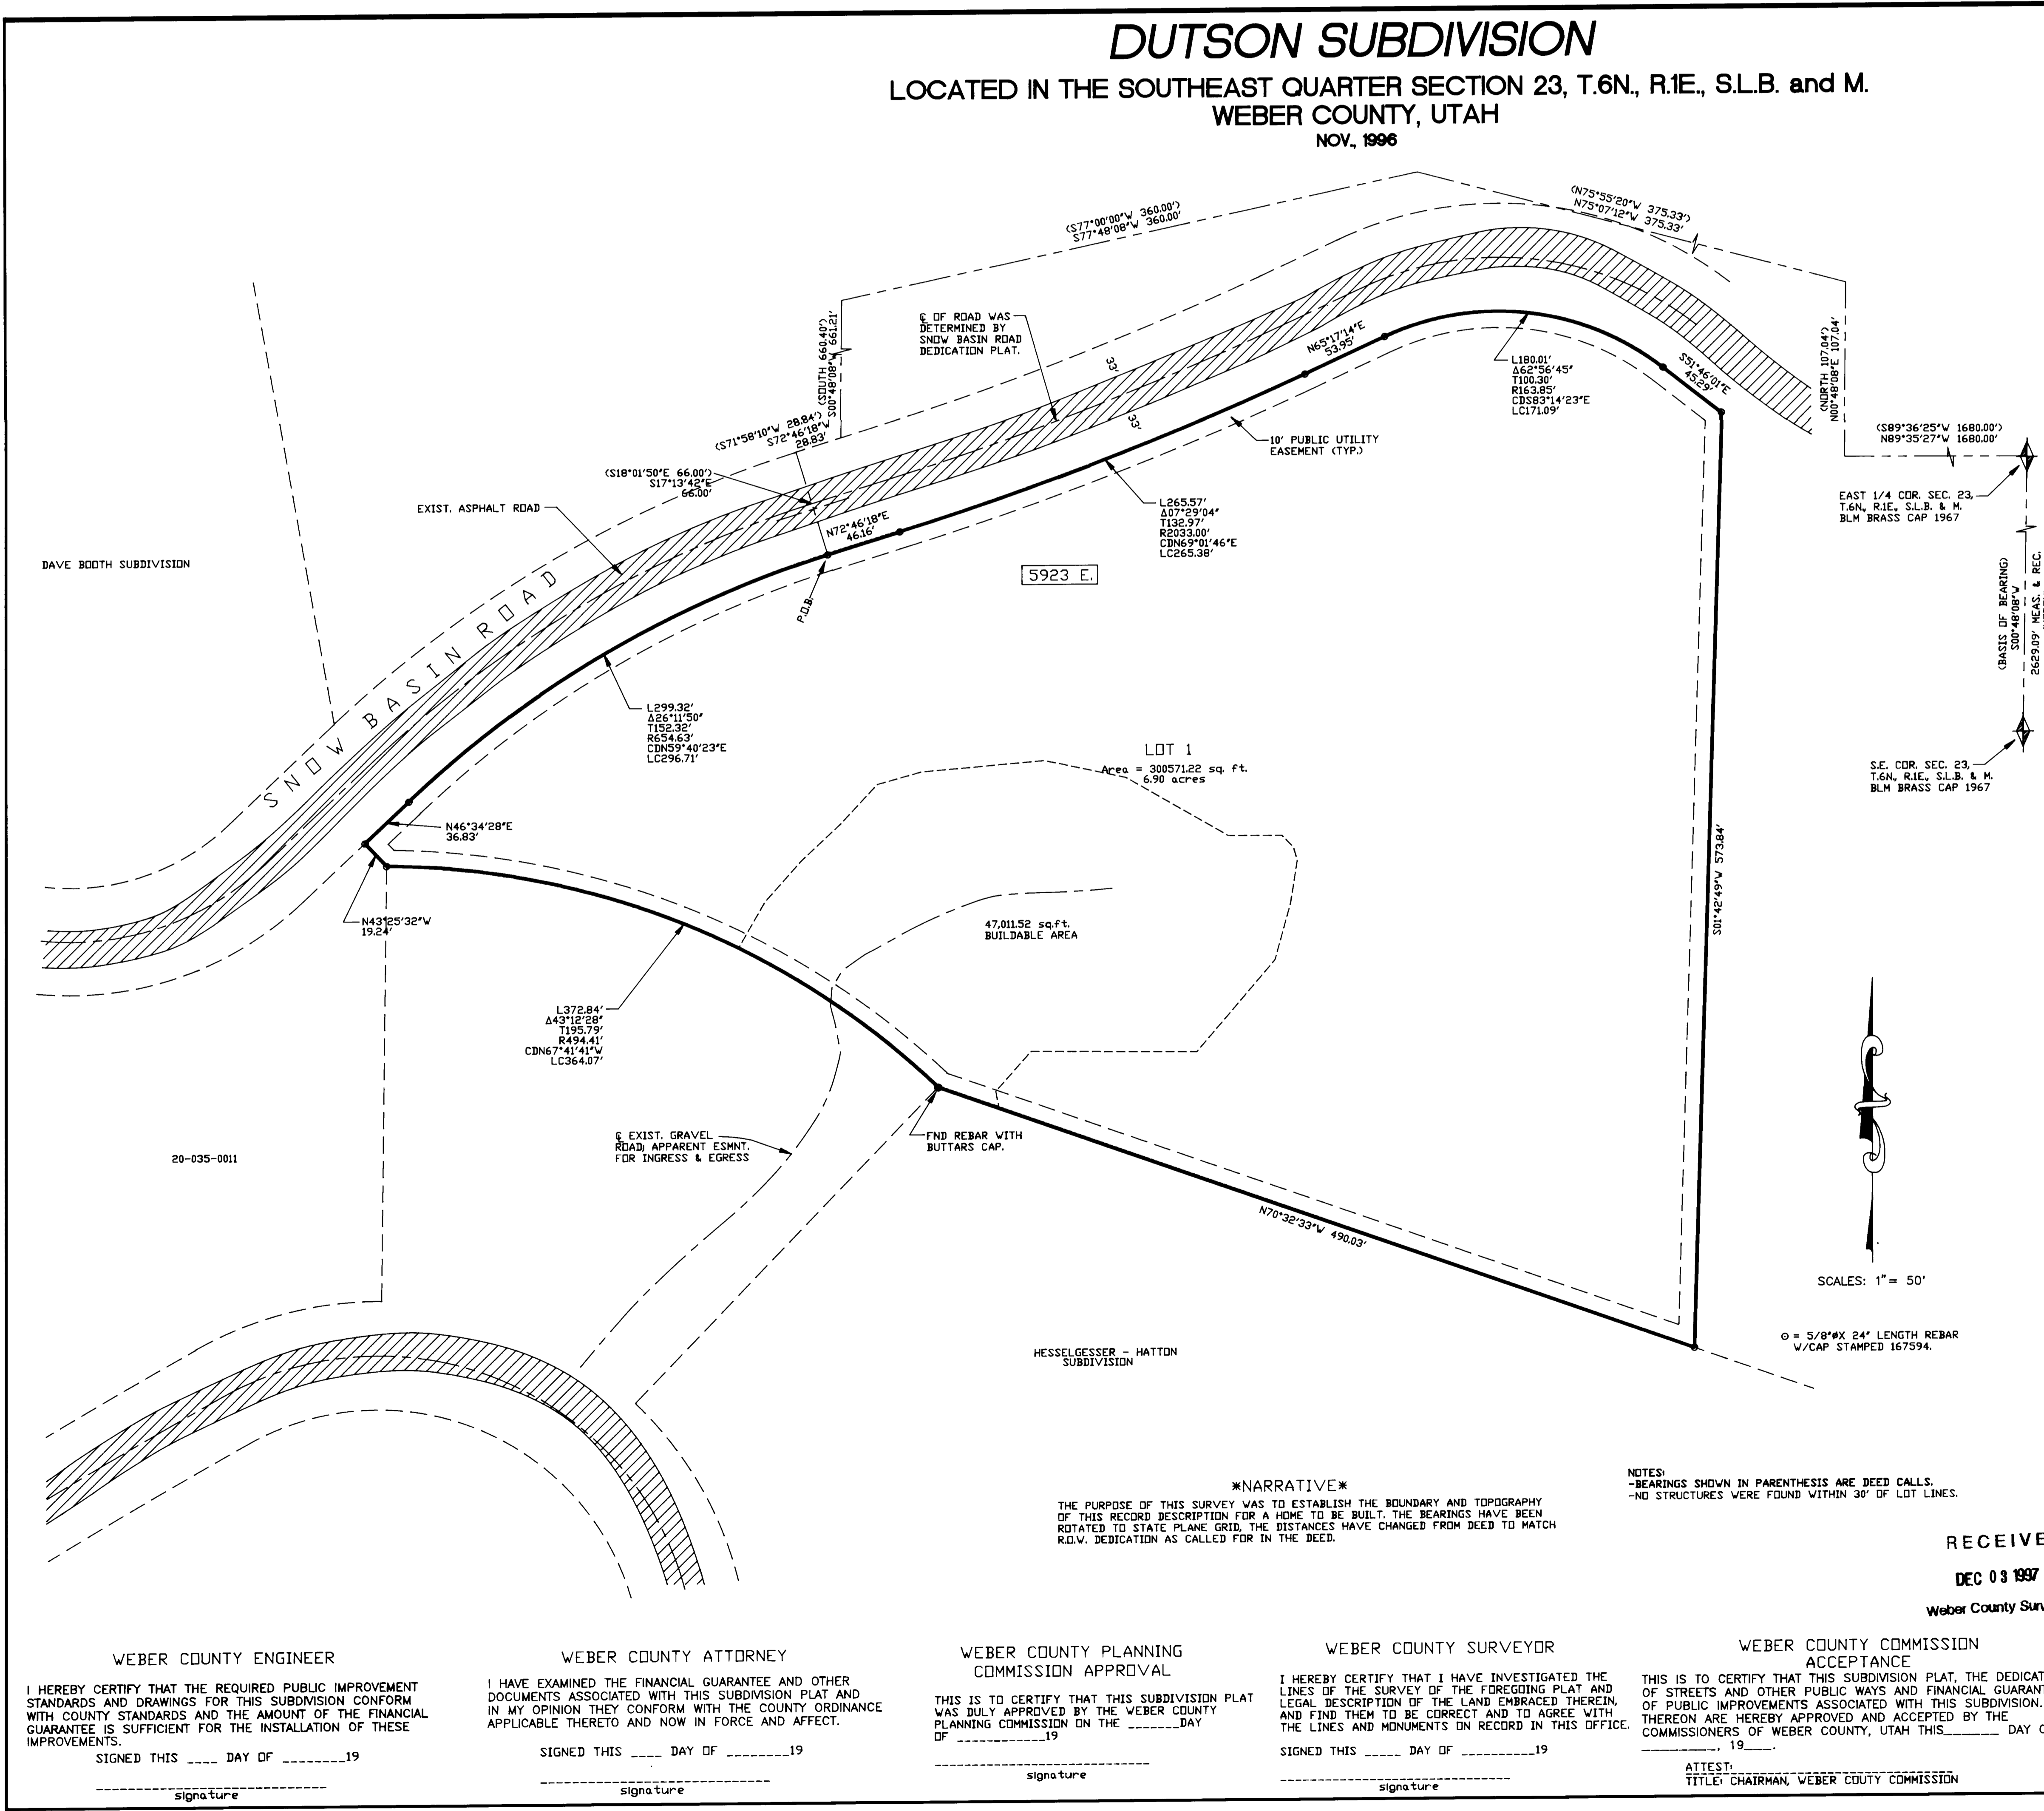 DUTSON SUBDIVISION
LOCATED IN THE SOUTHEAST QUARTER SECTION 23, T.6N., R.1E., S.L.B. and M.
WEBER COUNTY, UTAH
NOV., 1996
(S77°00'00"W 360.00')
S77°48'08"W 360.00'
(N75°55'20"W 375.33')
N75°07'12"W 375.33'
(SOUTH 660.40')
S00°48'08"W 661.21'
℄ OF ROAD WAS
DETERMINED BY
SNOW BASIN ROAD
DEDICATION PLAT.
33'
33'
N65°17'14"E
53.95'
L180.01'
Δ62°56'45"
T100.30'
R163.85'
CDS83°14'23"E
LC171.09'
S51°46'01"E
45.29'
(NORTH 107.04')
N00°48'08"E 107.04'
(S89°36'25"W 1680.00')
N89°35'27"W 1680.00'
(S71°58'10"W 28.84')
S72°46'18"W
28.83'
(S18°01'50"E 66.00')
S17°13'42"E
66.00'
10' PUBLIC UTILITY
EASEMENT (TYP.)
EXIST. ASPHALT ROAD
N72°46'18"E
46.16'
L265.57'
Δ07°29'04"
T132.97'
R2033.00'
CDN69°01'46"E
LC265.38'
EAST 1/4 COR. SEC. 23,
T.6N., R.1E., S.L.B. & M.
BLM BRASS CAP 1967
DAVE BOOTH SUBDIVISION
5923 E.
P.O.B.
(BASIS OF BEARING)
S00°48'08"W
2629.09' MEAS. & REC.
SNOW BASIN ROAD
L299.32'
Δ26°11'50"
T152.32'
R654.63'
CDN59°40'23"E
LC296.71'
LOT 1
Area = 300571.22 sq. ft.
6.90 acres
S.E. COR. SEC. 23,
T.6N., R.1E., S.L.B. & M.
BLM BRASS CAP 1967
N46°34'28"E
36.83'
S01°42'49"W 573.84'
N43°25'32"W
19.24'
47,011.52 sq.ft.
BUILDABLE AREA
L372.84'
Δ43°12'28"
T195.79'
R494.41'
CDN67°41'41"W
LC364.07'
℄ EXIST. GRAVEL
ROAD; APPARENT ESMNT.
FOR INGRESS & EGRESS
FND REBAR WITH
BUTTARS CAP.
20-035-0011
N70°32'33"W 490.03'
SCALES: 1" = 50'
HESSELGESSER - HATTON
SUBDIVISION
⊙ = 5/8"øX 24" LENGTH REBAR
W/CAP STAMPED 167594.
*NARRATIVE*
THE PURPOSE OF THIS SURVEY WAS TO ESTABLISH THE BOUNDARY AND TOPOGRAPHY
OF THIS RECORD DESCRIPTION FOR A HOME TO BE BUILT. THE BEARINGS HAVE BEEN
ROTATED TO STATE PLANE GRID, THE DISTANCES HAVE CHANGED FROM DEED TO MATCH
R.O.W. DEDICATION AS CALLED FOR IN THE DEED.
NOTES:
-BEARINGS SHOWN IN PARENTHESIS ARE DEED CALLS.
-NO STRUCTURES WERE FOUND WITHIN 30' OF LOT LINES.
RECEIVE
DEC 03 1997
Weber County Surv
WEBER COUNTY ENGINEER
I HEREBY CERTIFY THAT THE REQUIRED PUBLIC IMPROVEMENT
STANDARDS AND DRAWINGS FOR THIS SUBDIVISION CONFORM
WITH COUNTY STANDARDS AND THE AMOUNT OF THE FINANCIAL
GUARANTEE IS SUFFICIENT FOR THE INSTALLATION OF THESE
IMPROVEMENTS.
SIGNED THIS ____ DAY OF ________19
signature
WEBER COUNTY ATTORNEY
I HAVE EXAMINED THE FINANCIAL GUARANTEE AND OTHER
DOCUMENTS ASSOCIATED WITH THIS SUBDIVISION PLAT AND
IN MY OPINION THEY CONFORM WITH THE COUNTY ORDINANCE
APPLICABLE THERETO AND NOW IN FORCE AND AFFECT.
SIGNED THIS ____ DAY OF ________19
signature
WEBER COUNTY PLANNING
COMMISSION APPROVAL
THIS IS TO CERTIFY THAT THIS SUBDIVISION PLAT
WAS DULY APPROVED BY THE WEBER COUNTY
PLANNING COMMISSION ON THE _______DAY
OF _____________19
signature
WEBER COUNTY SURVEYOR
I HEREBY CERTIFY THAT I HAVE INVESTIGATED THE
LINES OF THE SURVEY OF THE FOREGOING PLAT AND
LEGAL DESCRIPTION OF THE LAND EMBRACED THEREIN,
AND FIND THEM TO BE CORRECT AND TO AGREE WITH
THE LINES AND MONUMENTS ON RECORD IN THIS OFFICE.
SIGNED THIS _____ DAY OF __________19
signature
WEBER COUNTY COMMISSION
ACCEPTANCE
THIS IS TO CERTIFY THAT THIS SUBDIVISION PLAT, THE DEDICAT
OF STREETS AND OTHER PUBLIC WAYS AND FINANCIAL GUARANT
OF PUBLIC IMPROVEMENTS ASSOCIATED WITH THIS SUBDIVISION.
THEREON ARE HEREBY APPROVED AND ACCEPTED BY THE
COMMISSIONERS OF WEBER COUNTY, UTAH THIS_______ DAY O
__________, 19____.
ATTEST:
TITLE: CHAIRMAN, WEBER COUTY COMMISSION